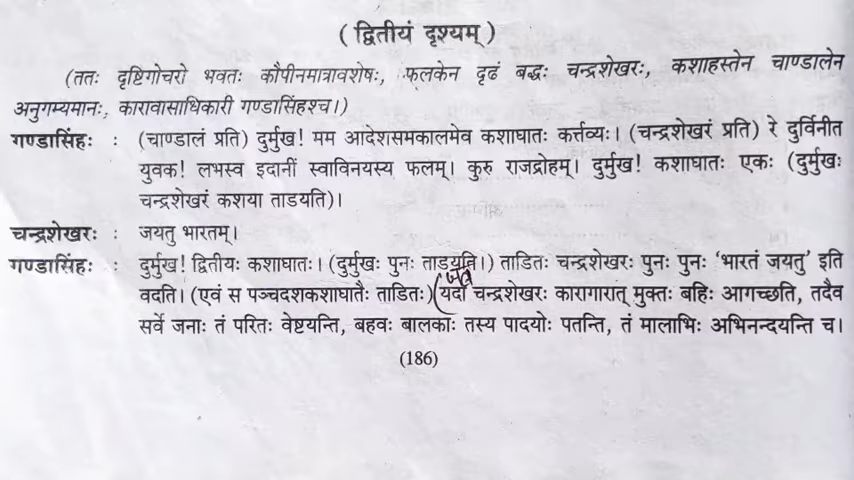 ( द्वितीयं दृश्यम् )
(ततः दृष्टिगोचरो भवतः कौपीनमात्रावशेषः, फलकेन दृढं बद्धः चन्द्रशेखरः, कशाहस्तेन चाण्डालेन
अनुगम्यमानः, कारावासाधिकारी गण्डासिंहश्च।)
गण्डासिंहः : (चाण्डालं प्रति) दुर्मुख! मम आदेशसमकालमेव कशाघातः कर्त्तव्यः। (चन्द्रशेखरं प्रति) रे दुर्विनीत
युवक! लभस्व इदानीं स्वाविनयस्य फलम्। कुरु राजद्रोहम्। दुर्मुख! कशाघातः एकः (दुर्मुखः
चन्द्रशेखरं कशया ताडयति)।
चन्द्रशेखरः : जयतु भारतम्।
गण्डासिंहः : दुर्मुख! द्वितीयः कशाघातः। (दुर्मुखः पुनः ताडयति।) ताडितः चन्द्रशेखरः पुनः पुनः ‘भारतं जयतु’ इति
वदति। (एवं स पञ्चदशकशाघातैः ताडितः) यदा चन्द्रशेखरः कारागारात् मुक्तः बहिः आगच्छति, तदैव
सर्वे जनाः तं परितः वेष्टयन्ति, बहवः बालकाः तस्य पादयोः पतन्ति, तं मालाभिः अभिनन्दयन्ति च।
(186)